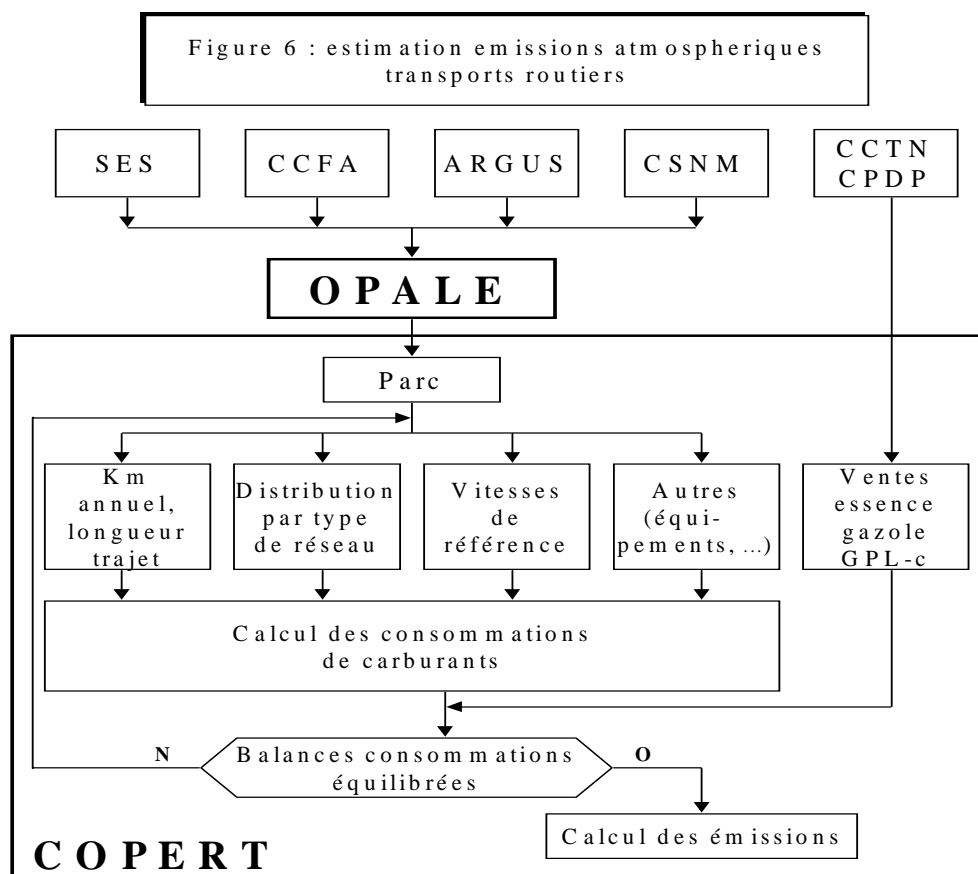 Figure 6 : estimation emissions atmospheriques
transports routiers
SES
CCFA
ARGUS
CSNM
CCTN
CPDP
OPALE
Parc
Km
annuel,
longueur
trajet
Distribution
par type
de réseau
Vitesses
de
référence
Autres
(équi-
pements, ...)
Ventes
essence
gazole
GPL-c
Calcul des consommations
de carburants
N
Balances consommations
équilibrées
O
Calcul des émissions
COPERT